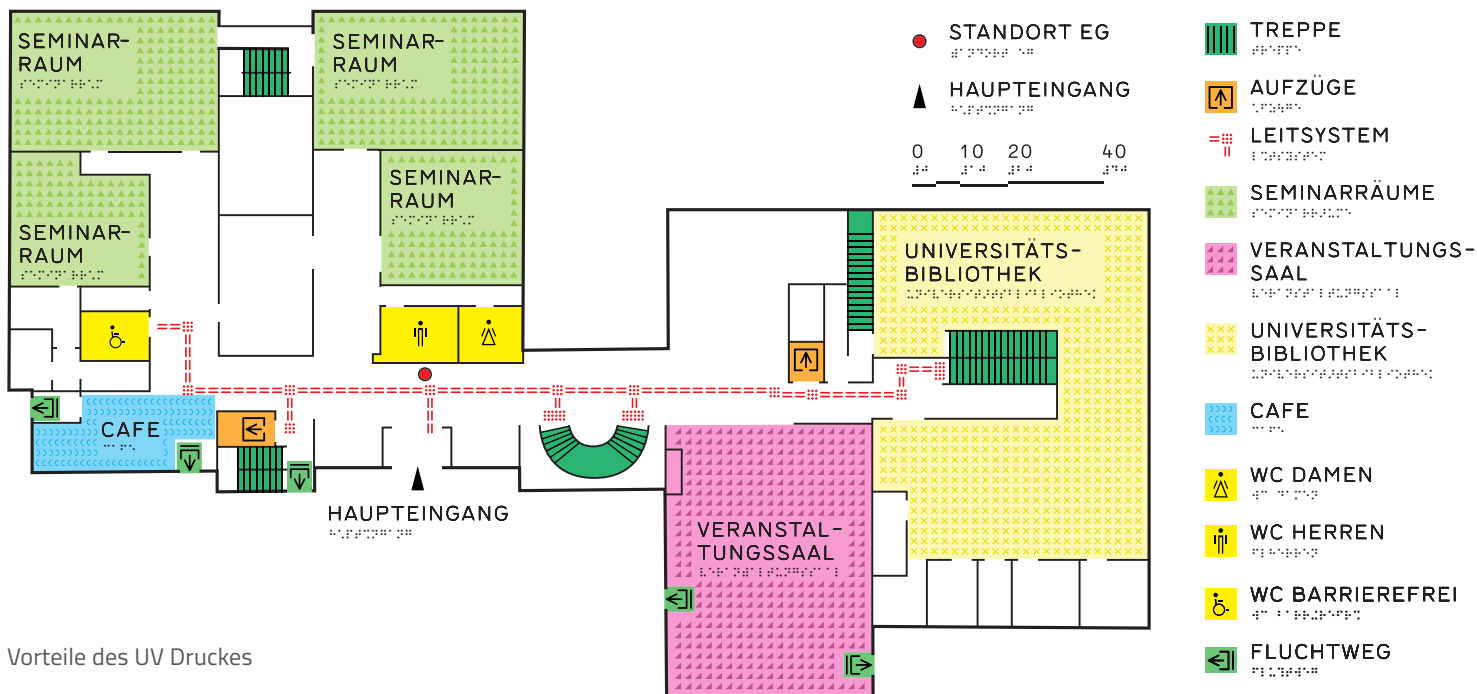 SEMINAR-
RAUM
SEMINAR-
RAUM
SEMINAR-
RAUM
SEMINAR-
RAUM
UNIVERSITÄTS-
BIBLIOTHEK
CAFE
HAUPTEINGANG
VERANSTAL-
TUNGSSAAL
STANDORT EG
HAUPTEINGANG
0 10 20 40
TREPPE
AUFZÜGE
LEITSYSTEM
SEMINARRÄUME
VERANSTALTUNGS-
SAAL
UNIVERSITÄTS-
BIBLIOTHEK
CAFE
WC DAMEN
WC HERREN
WC BARRIEREFREI
FLUCHTWEG
Vorteile des UV Druckes